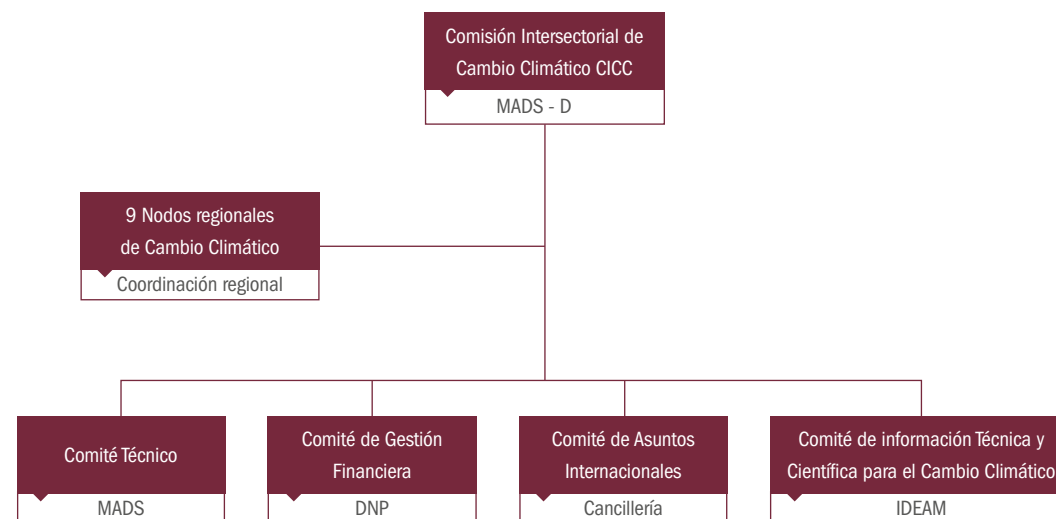 Comisión Intersectorial de
Cambio Climático CICC
MADS - D
9 Nodos regionales
de Cambio Climático
Coordinación regional
Comité Técnico
MADS
Comité de Gestión
Financiera
DNP
Comité de Asuntos
Internacionales
Cancillería
Comité de información Técnica y
Científica para el Cambio Climático
IDEAM